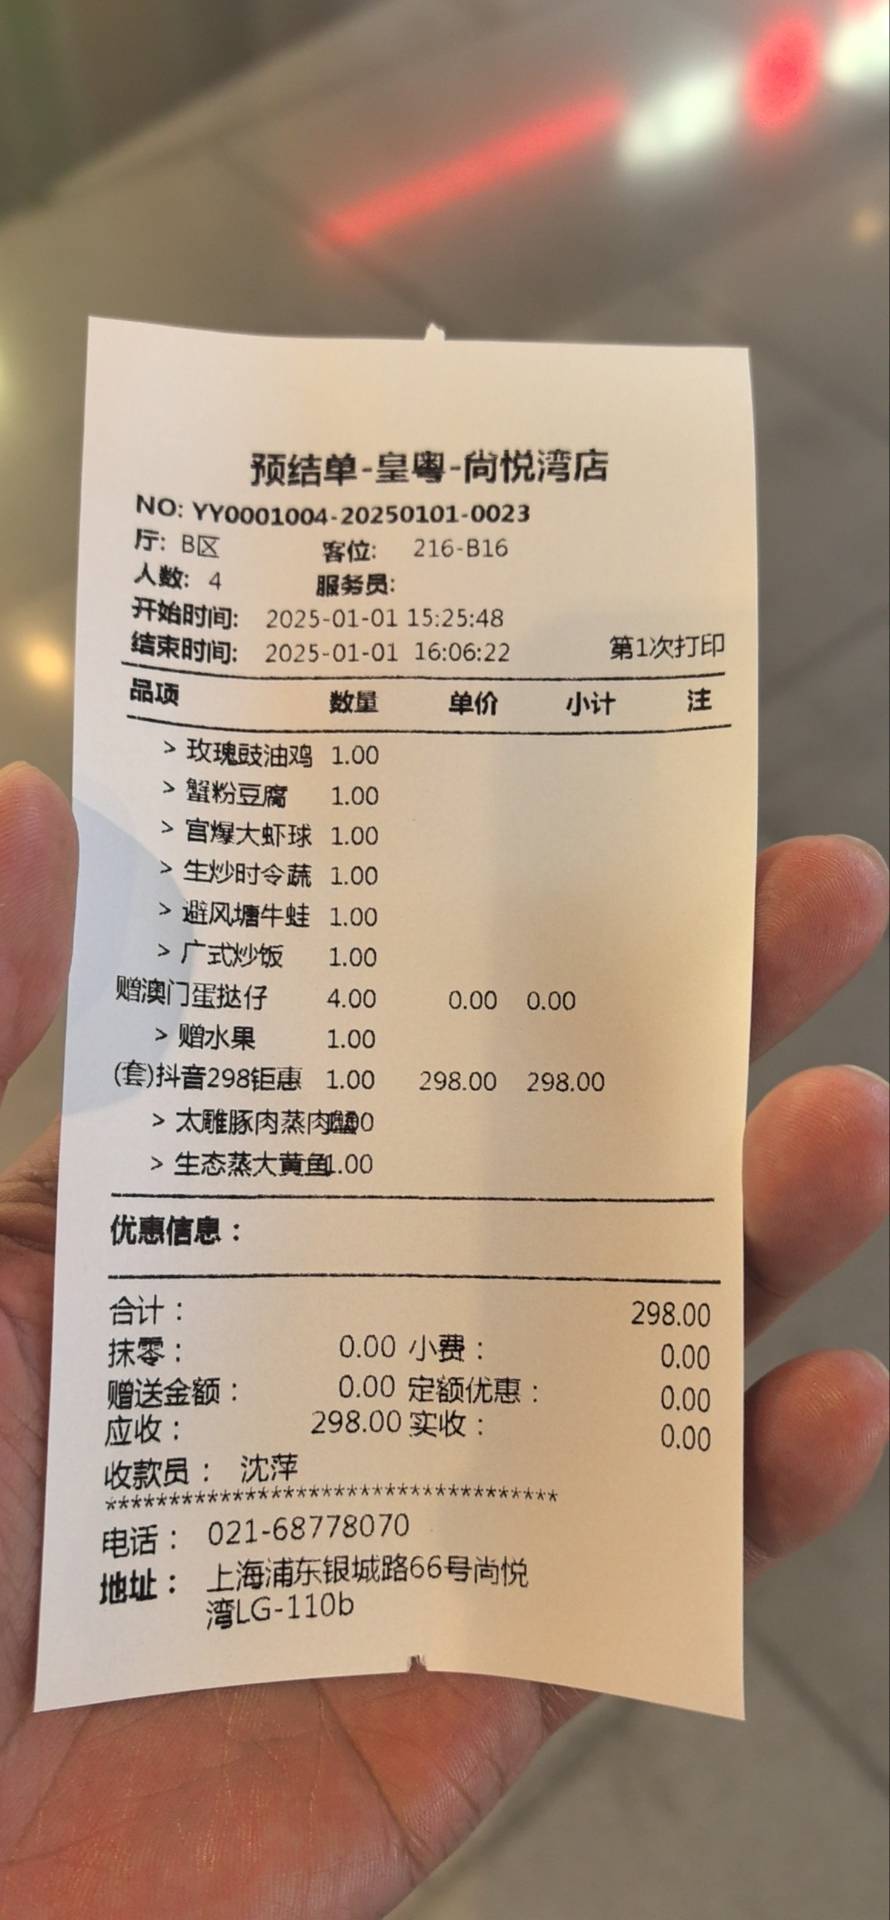 预结单-皇粤-尚悦湾店
NO: YY0001004-20250101-0023
厅: B区 客位: 216-B16
人数: 4 服务员:
开始时间: 2025-01-01 15:25:48
结束时间: 2025-01-01 16:06:22 第1次打印
品项 数量 单价 小计 注
> 玫瑰豉油鸡 1.00
> 蟹粉豆腐 1.00
> 宫爆大虾球 1.00
> 生炒时令蔬 1.00
> 避风塘牛蛙 1.00
> 广式炒饭 1.00
赠澳门蛋挞仔 4.00 0.00 0.00
> 赠水果 1.00
(套)抖音298钜惠 1.00 298.00 298.00
> 太雕豚肉蒸肉
> 生态蒸大黄鱼1.00
优惠信息：
合计： 298.00
抹零： 0.00 小费： 0.00
赠送金额： 0.00 定额优惠： 0.00
应收： 298.00 实收： 0.00
收款员： 沈萍
***********************************
电话： 021-68778070
地址： 上海浦东银城路66号尚悦
湾LG-110b